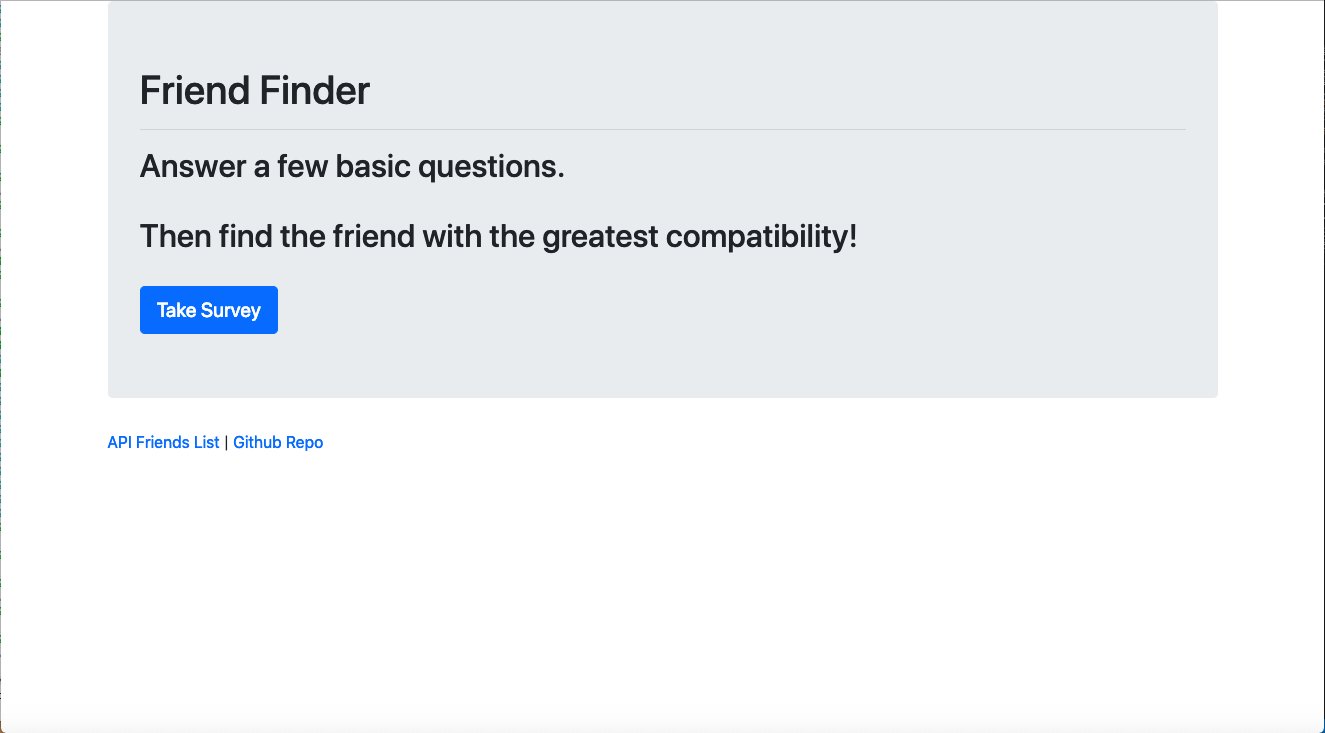 Friend Finder
Answer a few basic questions.
Then find the friend with the greatest compatibility!
Take Survey
API Friends List | Github Repo